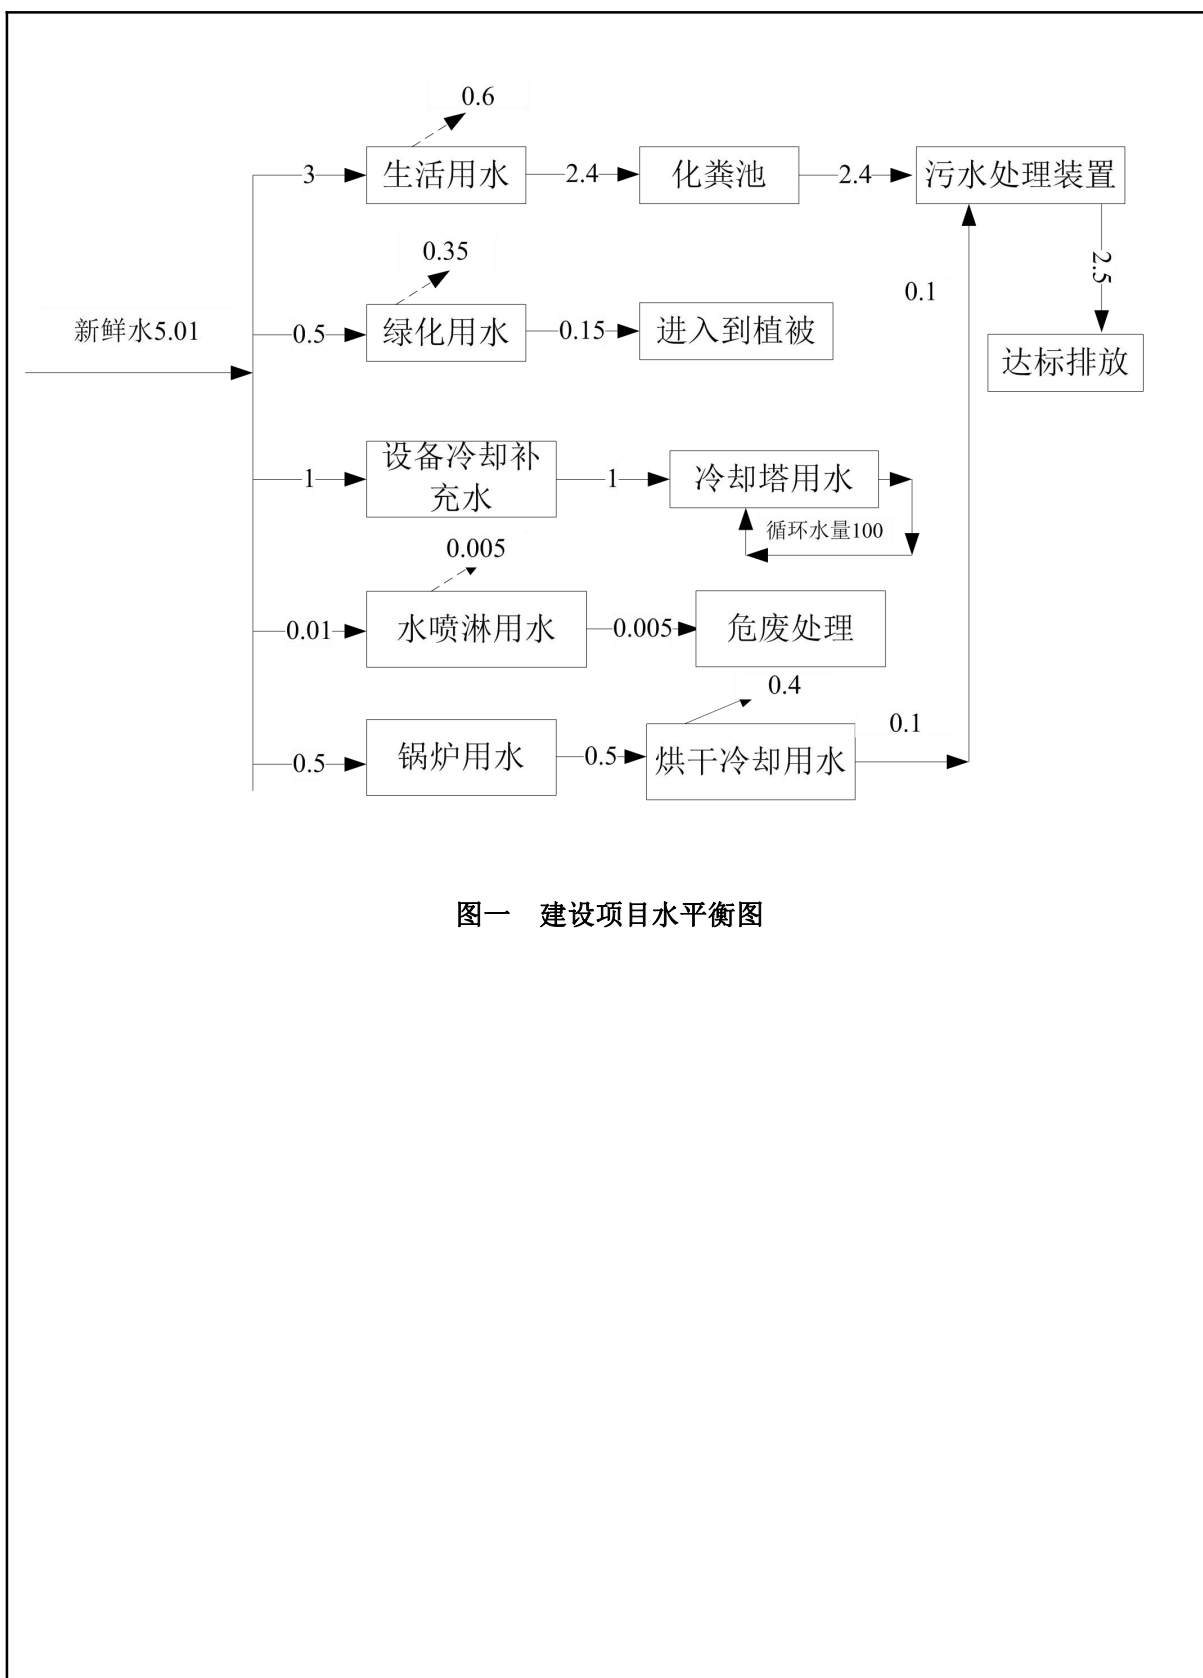 0.6
3
生活用水
2.4
化粪池
2.4
污水处理装置
0.35
2.5
0.1
新鲜水5.01
0.5
绿化用水
0.15
进入到植被
达标排放
1
设备冷却补
充水
1
冷却塔用水
循环水量100
0.005
0.01
水喷淋用水
0.005
危废处理
0.4
0.1
0.5
锅炉用水
0.5
烘干冷却用水
图一 建设项目水平衡图